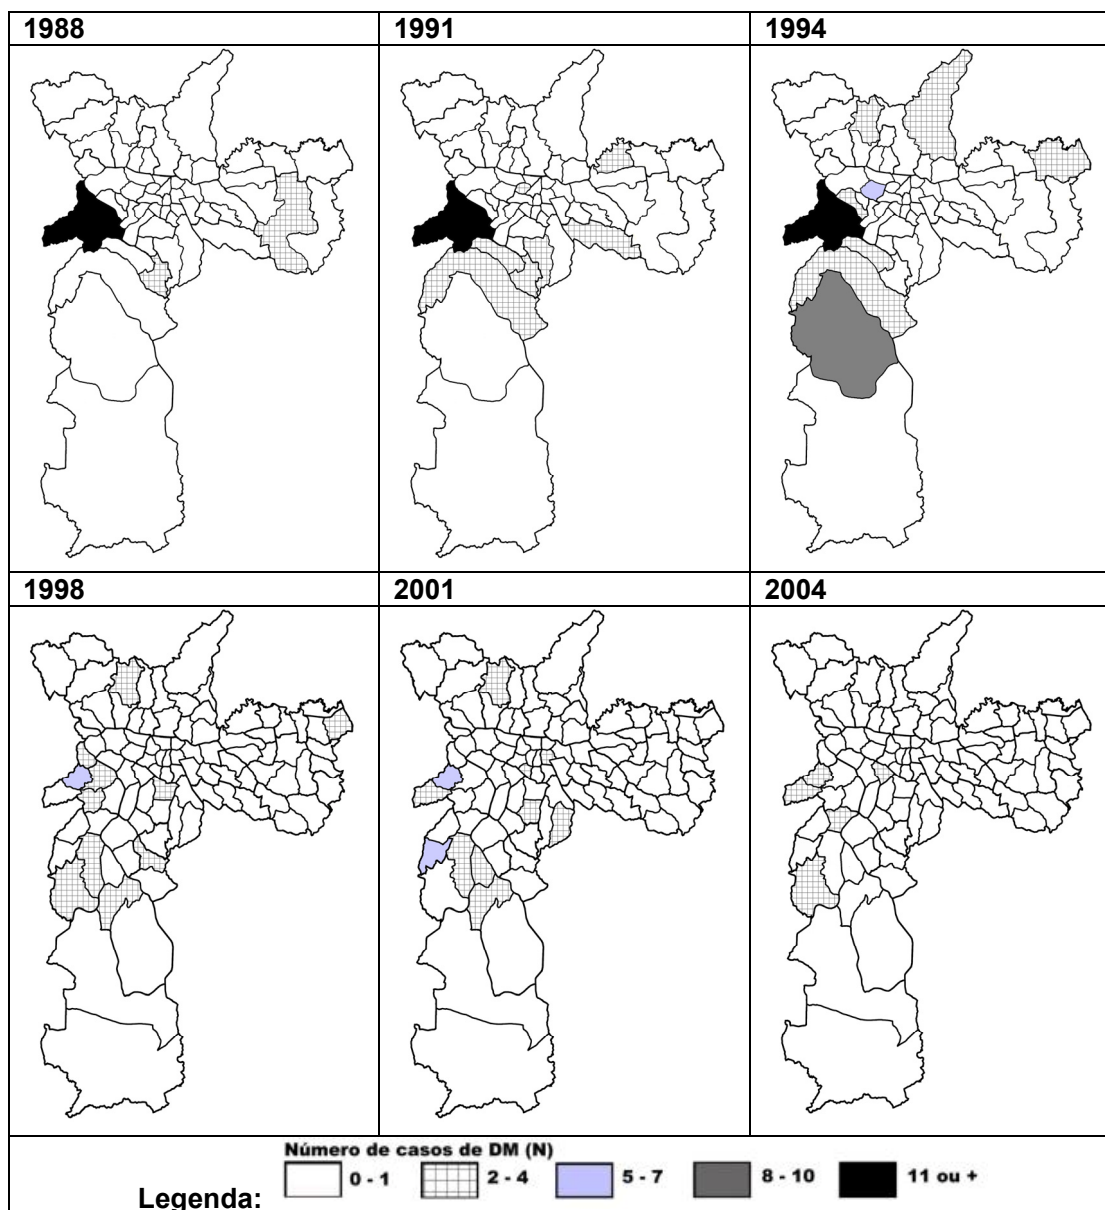 1988
1991
1994
1998
2001
2004
Número de casos de DM (N)
0 - 1
2 - 4
5 - 7
8 - 10
11 ou +
Legenda: